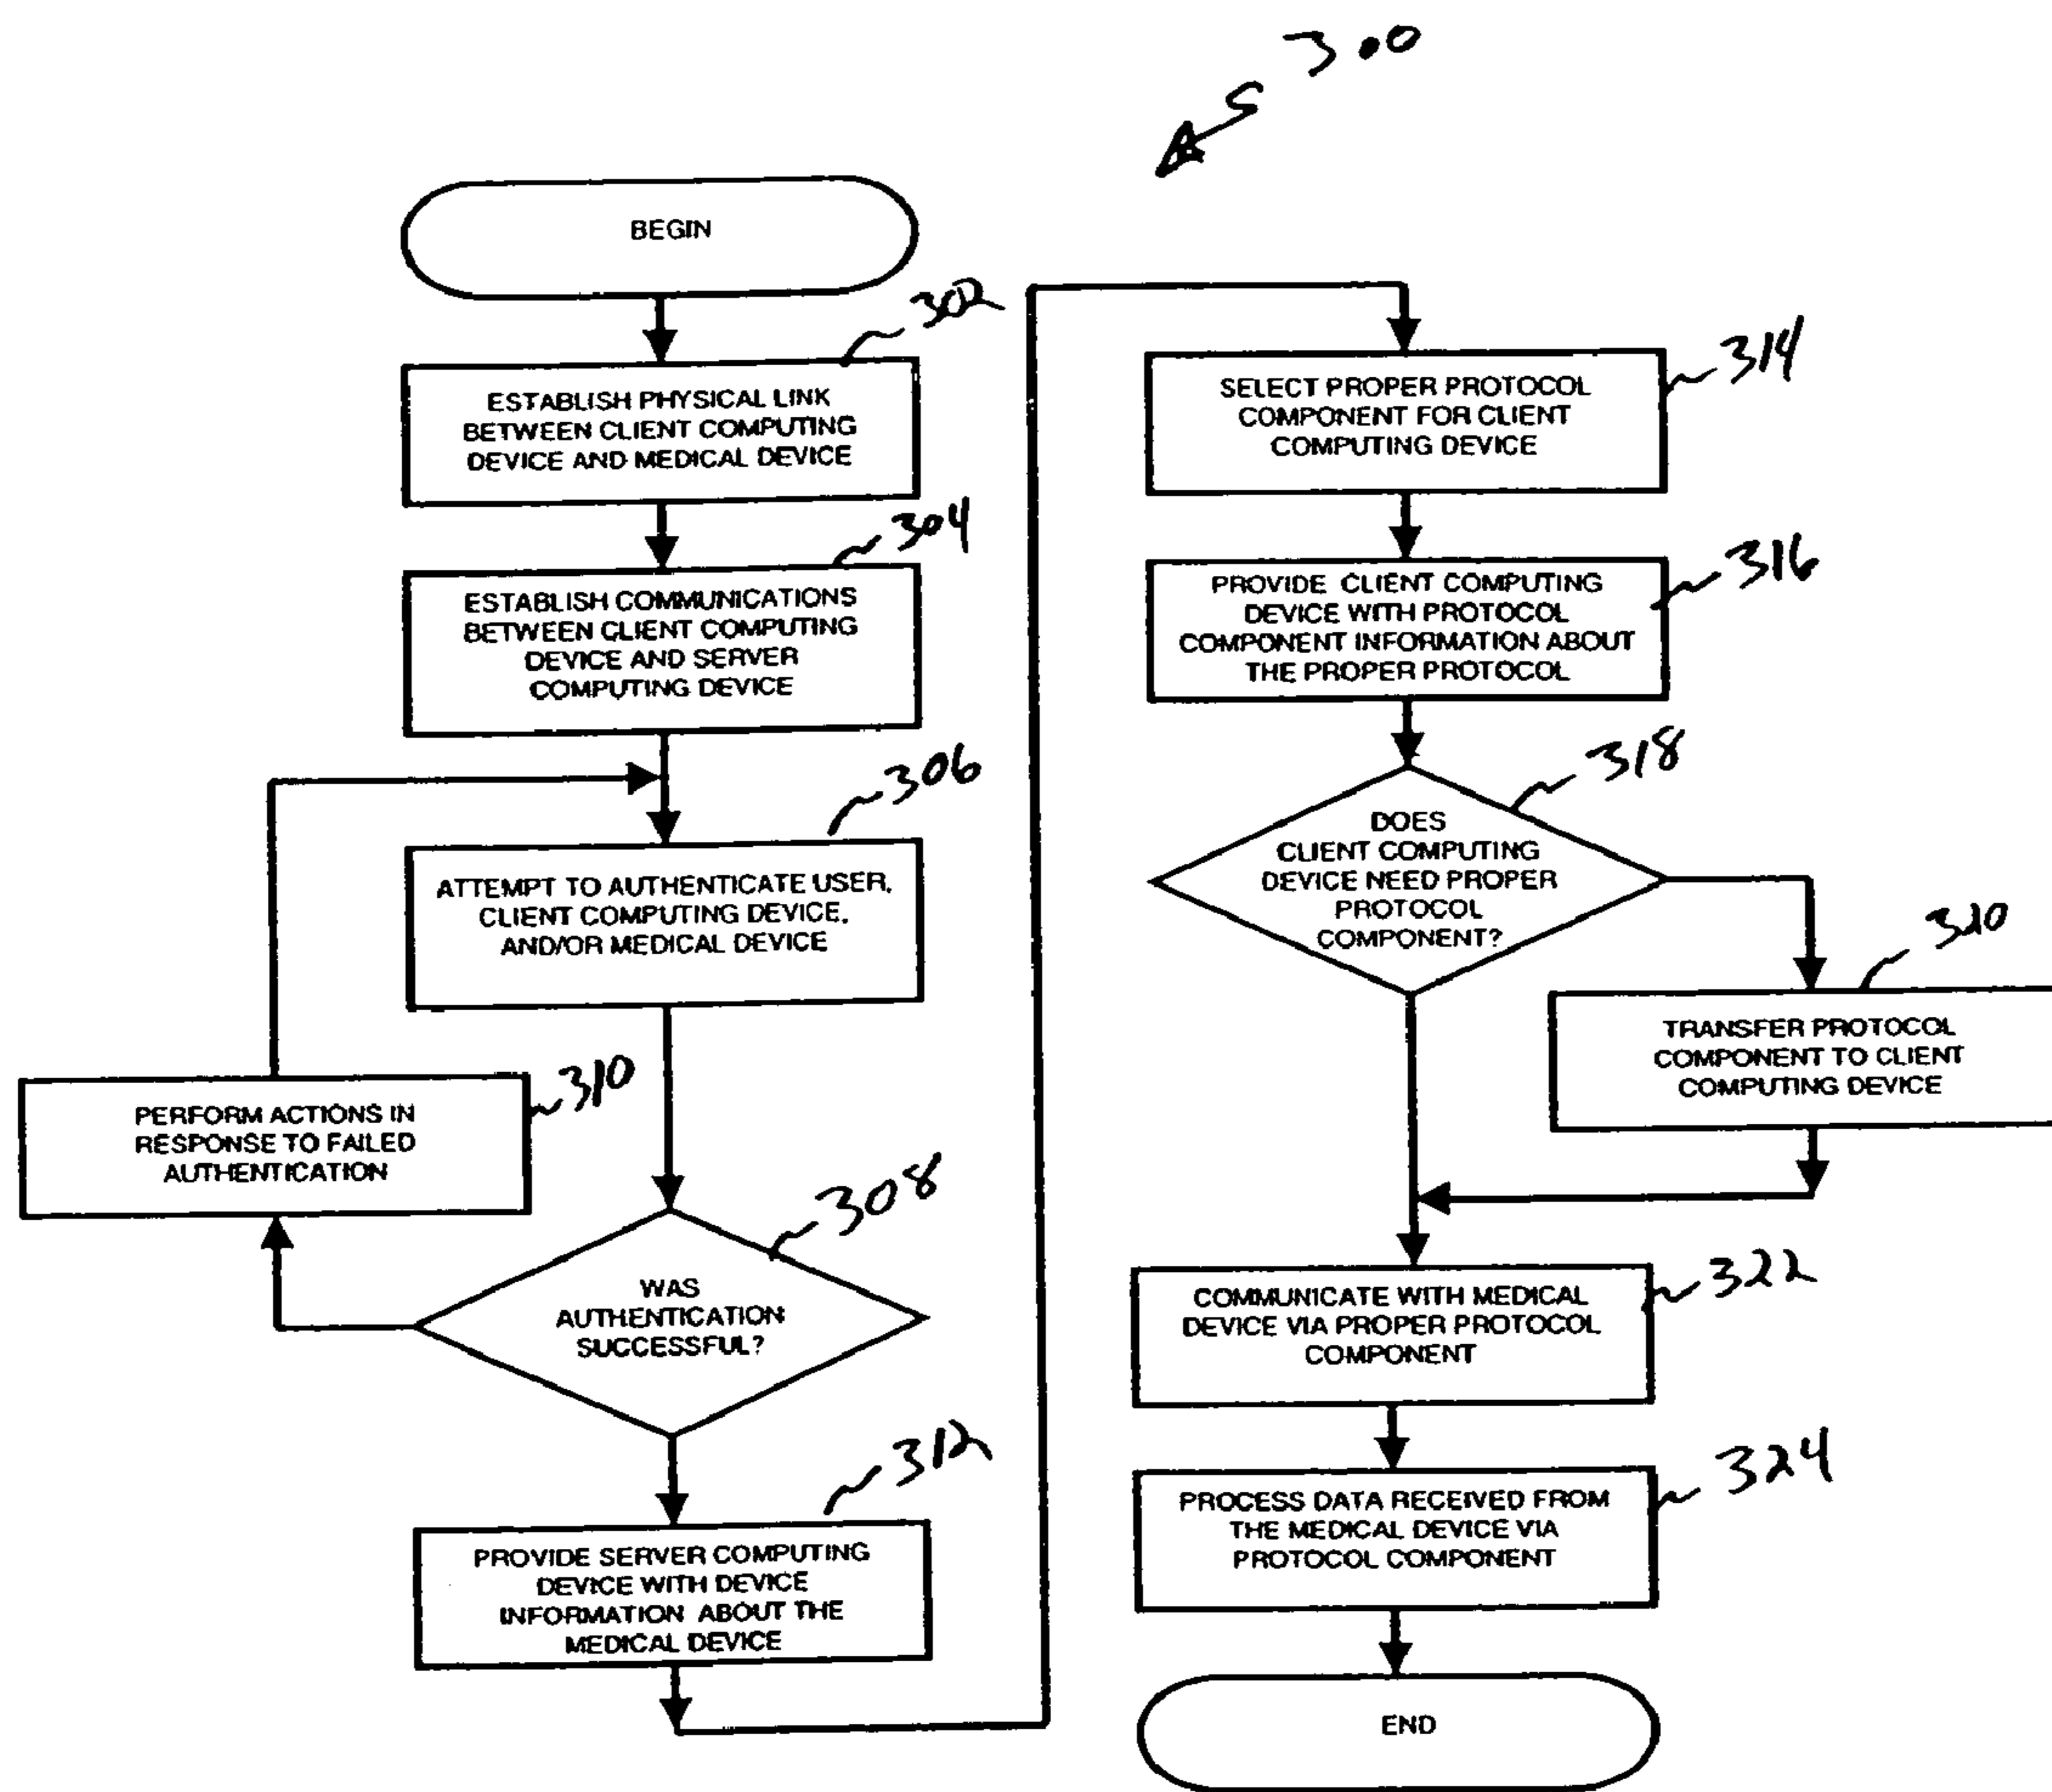 300
BEGIN
302
ESTABLISH PHYSICAL LINK
BETWEEN CLIENT COMPUTING
DEVICE AND MEDICAL DEVICE
304
ESTABLISH COMMUNICATIONS
BETWEEN CLIENT COMPUTING
DEVICE AND SERVER
COMPUTING DEVICE
306
ATTEMPT TO AUTHENTICATE USER,
CLIENT COMPUTING DEVICE,
AND/OR MEDICAL DEVICE
310
PERFORM ACTIONS IN
RESPONSE TO FAILED
AUTHENTICATION
308
WAS
AUTHENTICATION
SUCCESSFUL?
312
PROVIDE SERVER COMPUTING
DEVICE WITH DEVICE
INFORMATION ABOUT THE
MEDICAL DEVICE
314
SELECT PROPER PROTOCOL
COMPONENT FOR CLIENT
COMPUTING DEVICE
316
PROVIDE CLIENT COMPUTING
DEVICE WITH PROTOCOL
COMPONENT INFORMATION ABOUT
THE PROPER PROTOCOL
318
DOES
CLIENT COMPUTING
DEVICE NEED PROPER
PROTOCOL
COMPONENT?
320
TRANSFER PROTOCOL
COMPONENT TO CLIENT
COMPUTING DEVICE
322
COMMUNICATE WITH MEDICAL
DEVICE VIA PROPER PROTOCOL
COMPONENT
324
PROCESS DATA RECEIVED FROM
THE MEDICAL DEVICE VIA
PROTOCOL COMPONENT
END